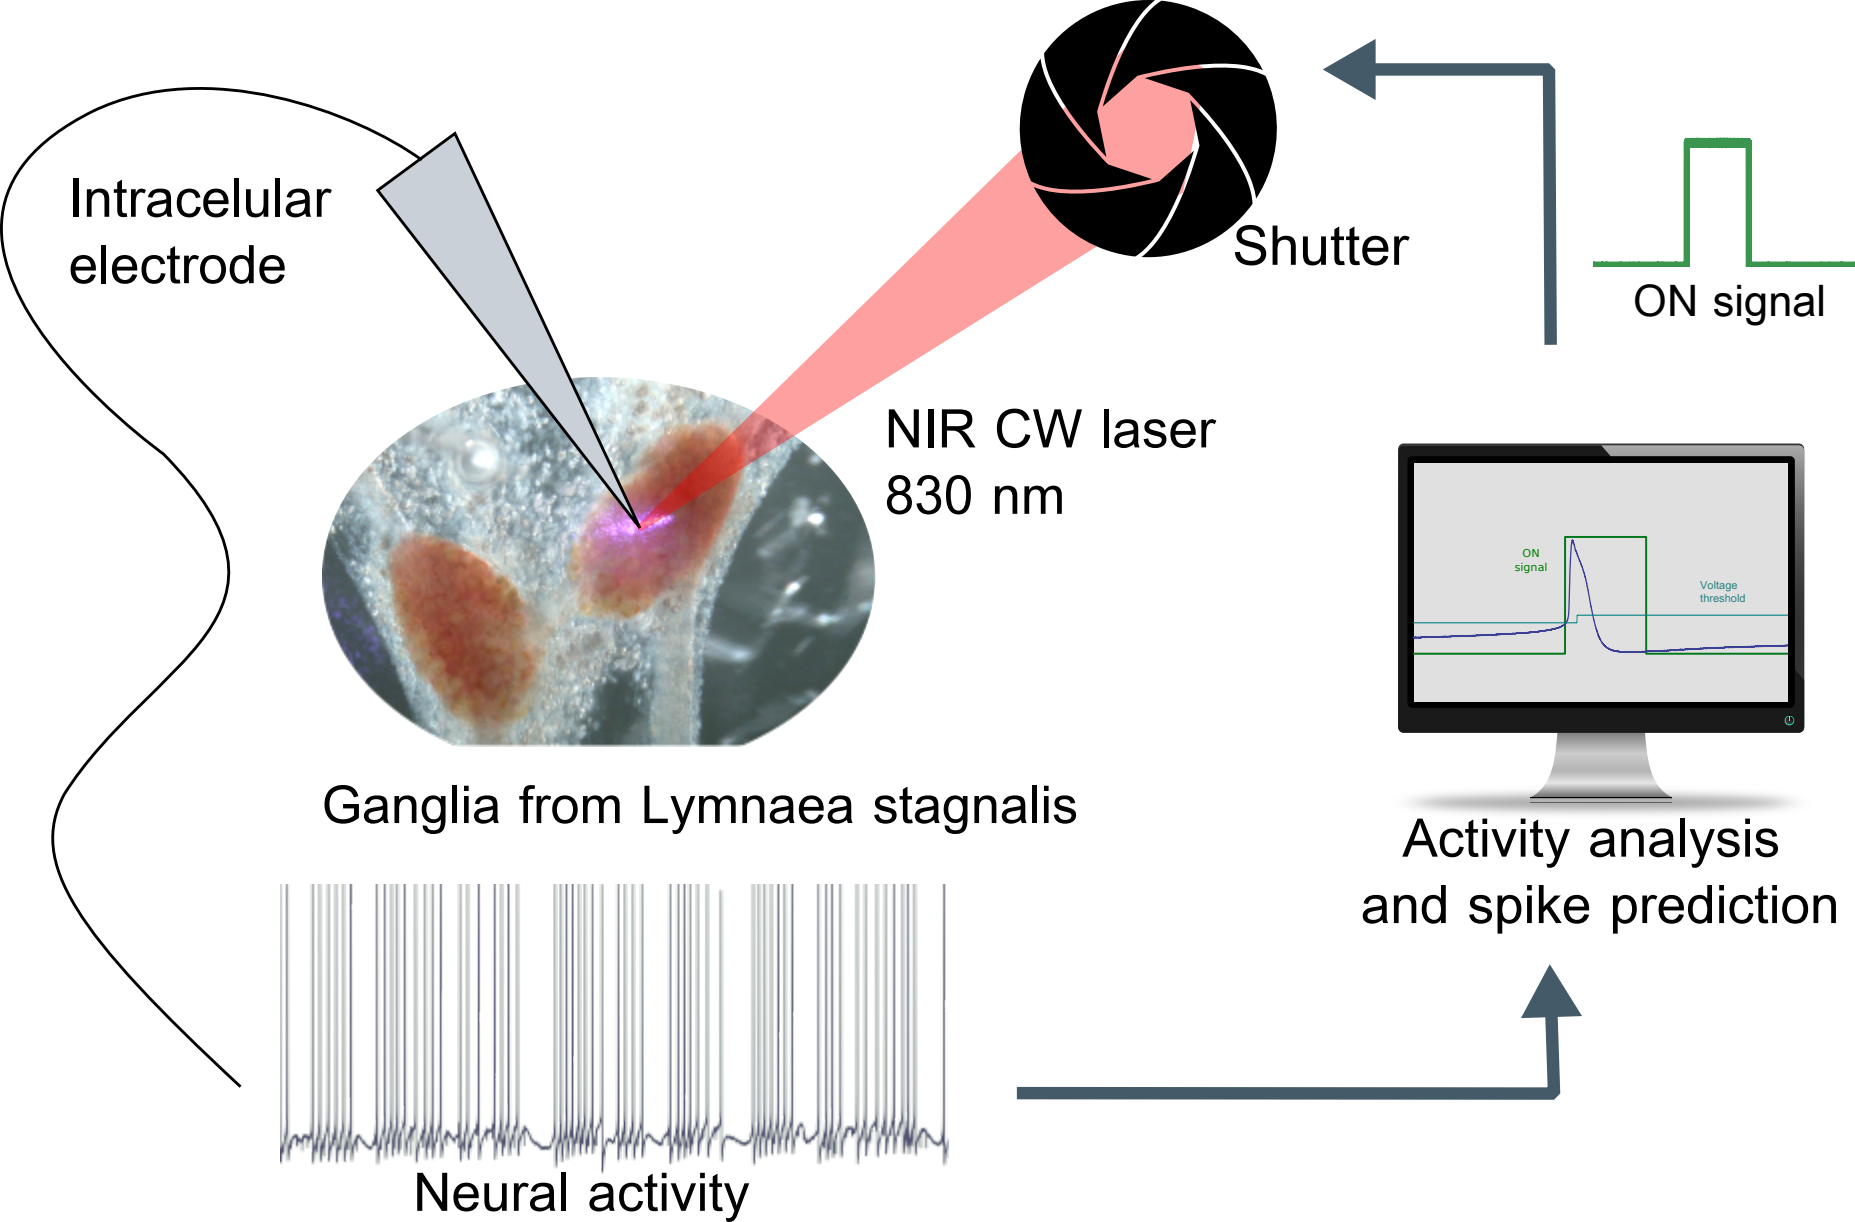 Intracelular
electrode
Shutter
ON signal
NIR CW laser
830 nm
ON
signal
Voltage
threshold
Ganglia from Lymnaea stagnalis
Activity analysis
and spike prediction
Neural activity